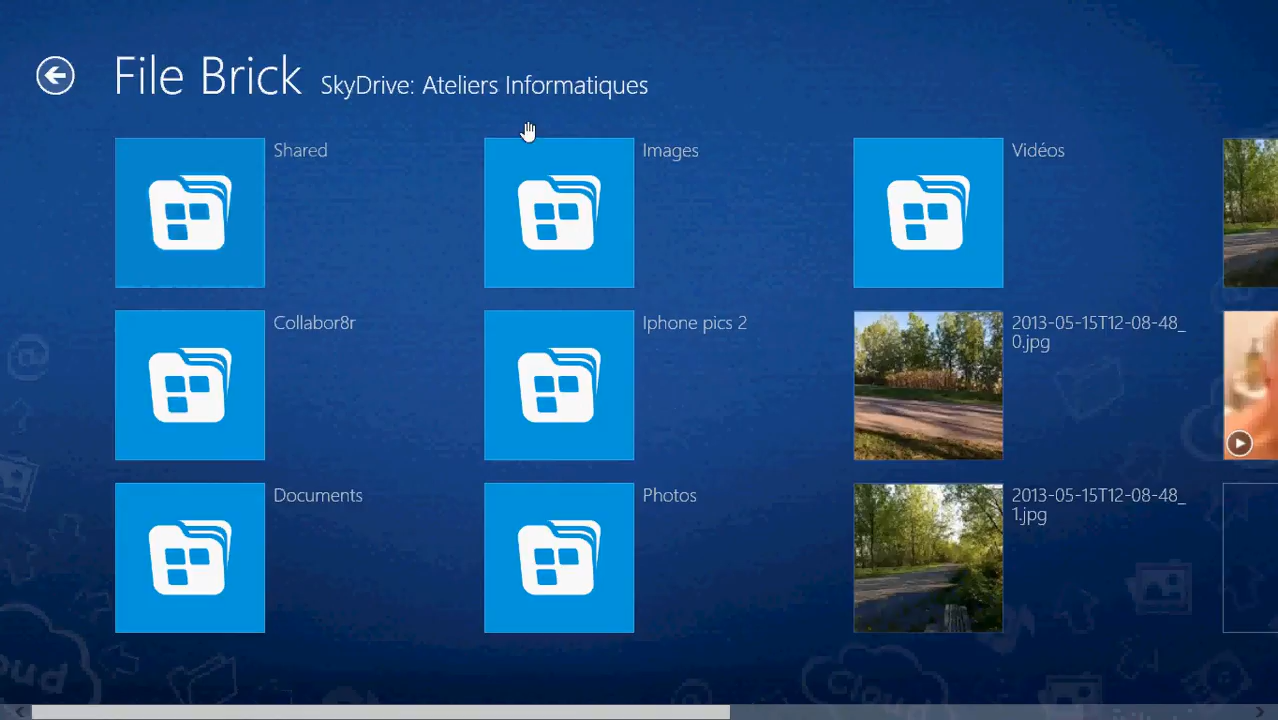 File Brick SkyDrive: Ateliers Informatiques
Shared
Images
Vidéos
Collabor8r
Iphone pics 2
2013-05-15T12-08-48_
0.jpg
Documents
Photos
2013-05-15T12-08-48_
1.jpg
Cloud